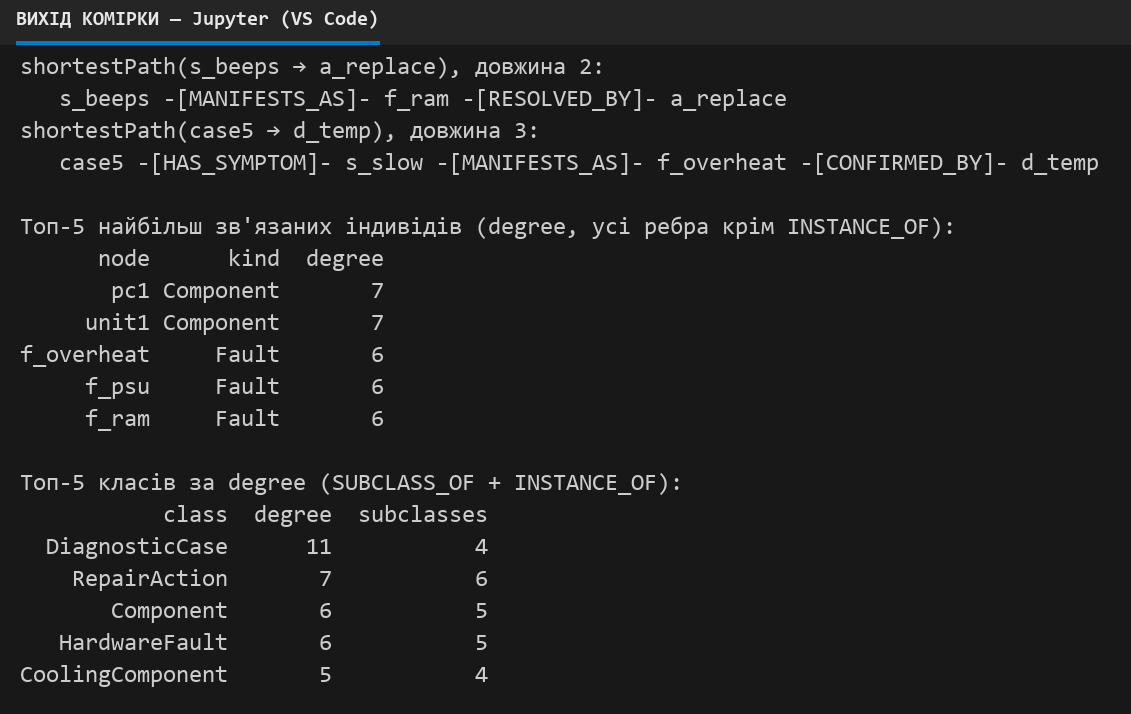 ВИХІД КОМІРКИ — Jupyter (VS Code)
shortestPath(s_beeps → a_replace), довжина 2:
s_beeps -[MANIFESTS_AS]- f_ram -[RESOLVED_BY]- a_replace
shortestPath(case5 → d_temp), довжина 3:
case5 -[HAS_SYMPTOM]- s_slow -[MANIFESTS_AS]- f_overheat -[CONFIRMED_BY]- d_temp
Топ-5 найбільш зв'язаних індивідів (degree, усі ребра крім INSTANCE_OF):
node kind degree
pc1 Component 7
unit1 Component 7
f_overheat Fault 6
f_psu Fault 6
f_ram Fault 6
Топ-5 класів за degree (SUBCLASS_OF + INSTANCE_OF):
class degree subclasses
DiagnosticCase 11 4
RepairAction 7 6
Component 6 5
HardwareFault 6 5
CoolingComponent 5 4